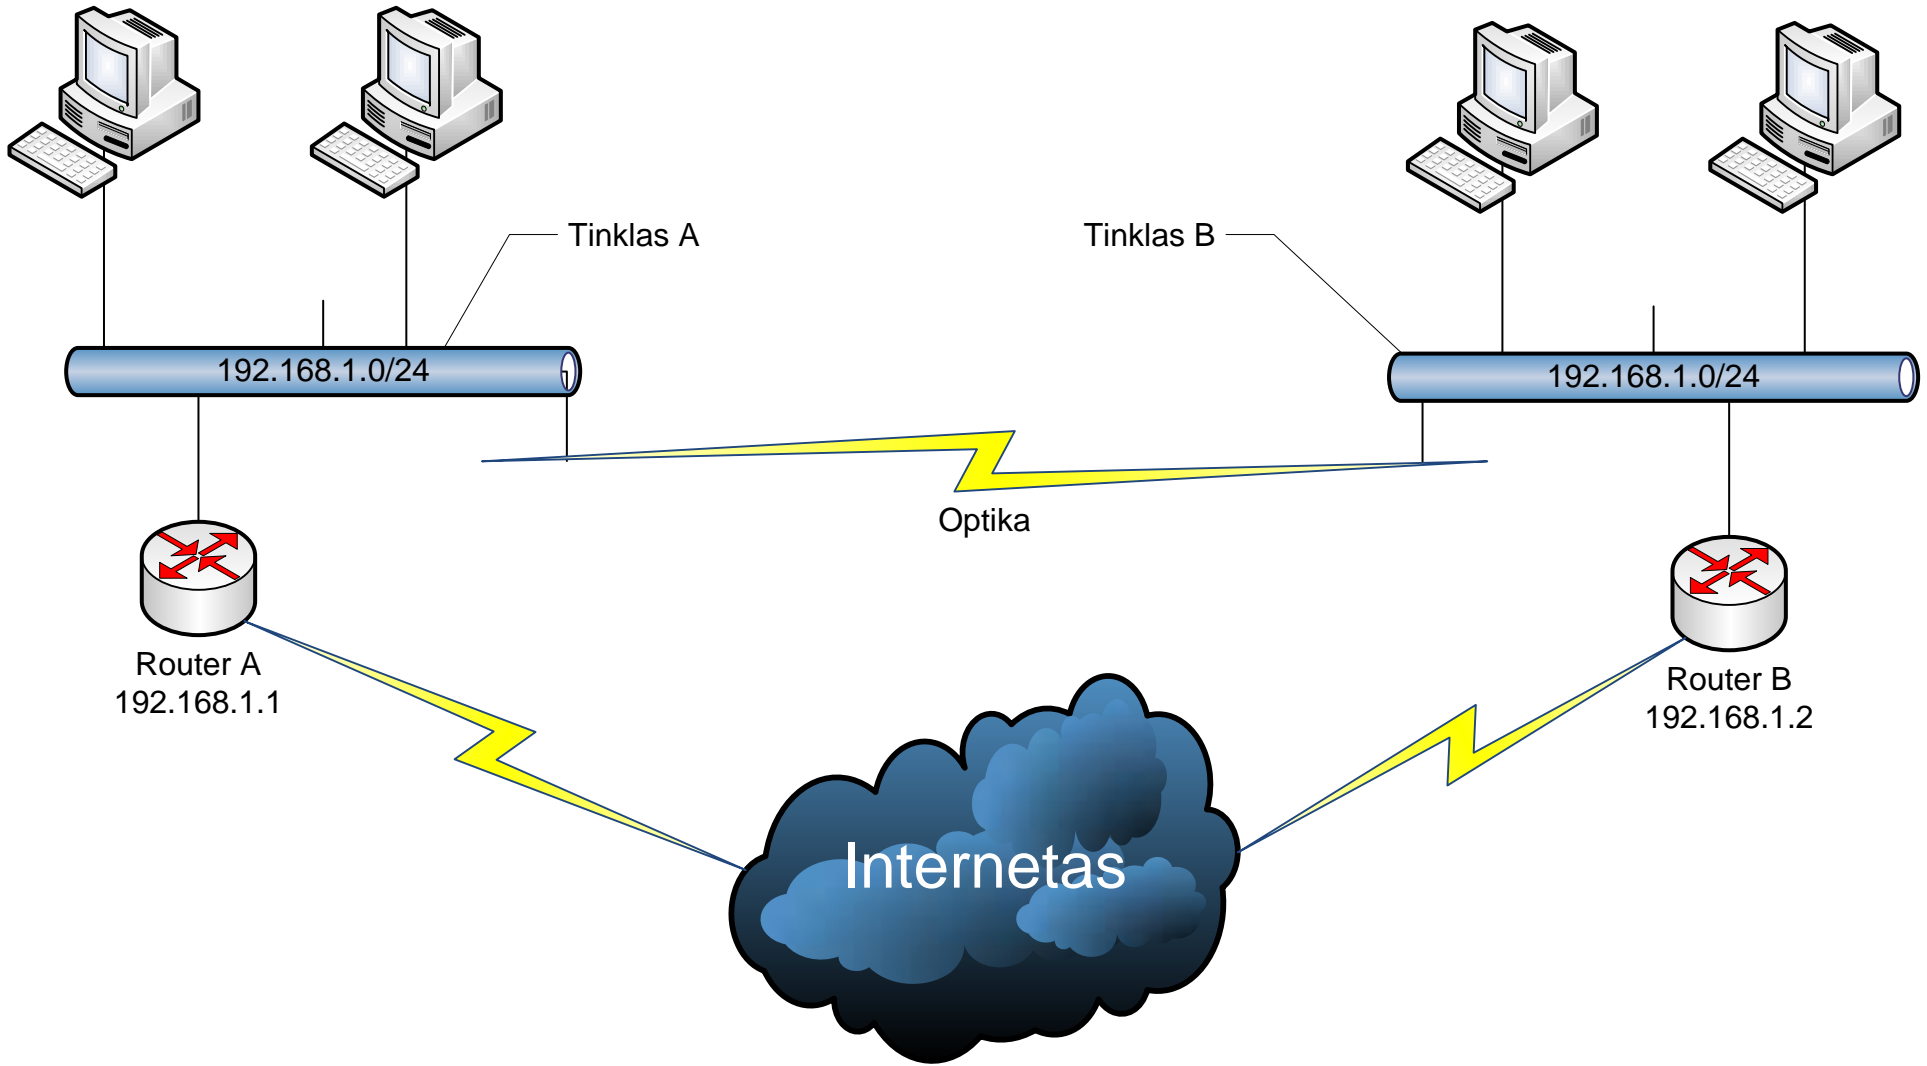 Tinklas A
Tinklas B
192.168.1.0/24
192.168.1.0/24
Optika
Router A
192.168.1.1
Router B
192.168.1.2
Internetas